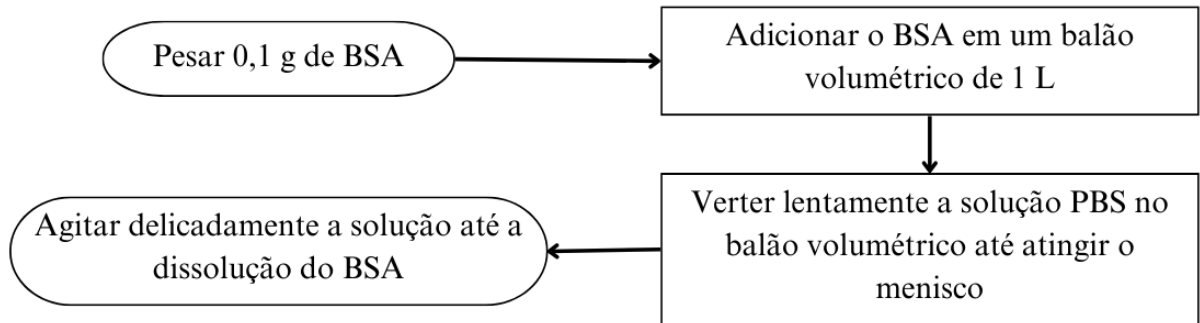 Pesar 0,1 g de BSA
Adicionar o BSA em um balão
volumétrico de 1 L
Verter lentamente a solução PBS no
balão volumétrico até atingir o
menisco
Agitar delicadamente a solução até a
dissolução do BSA